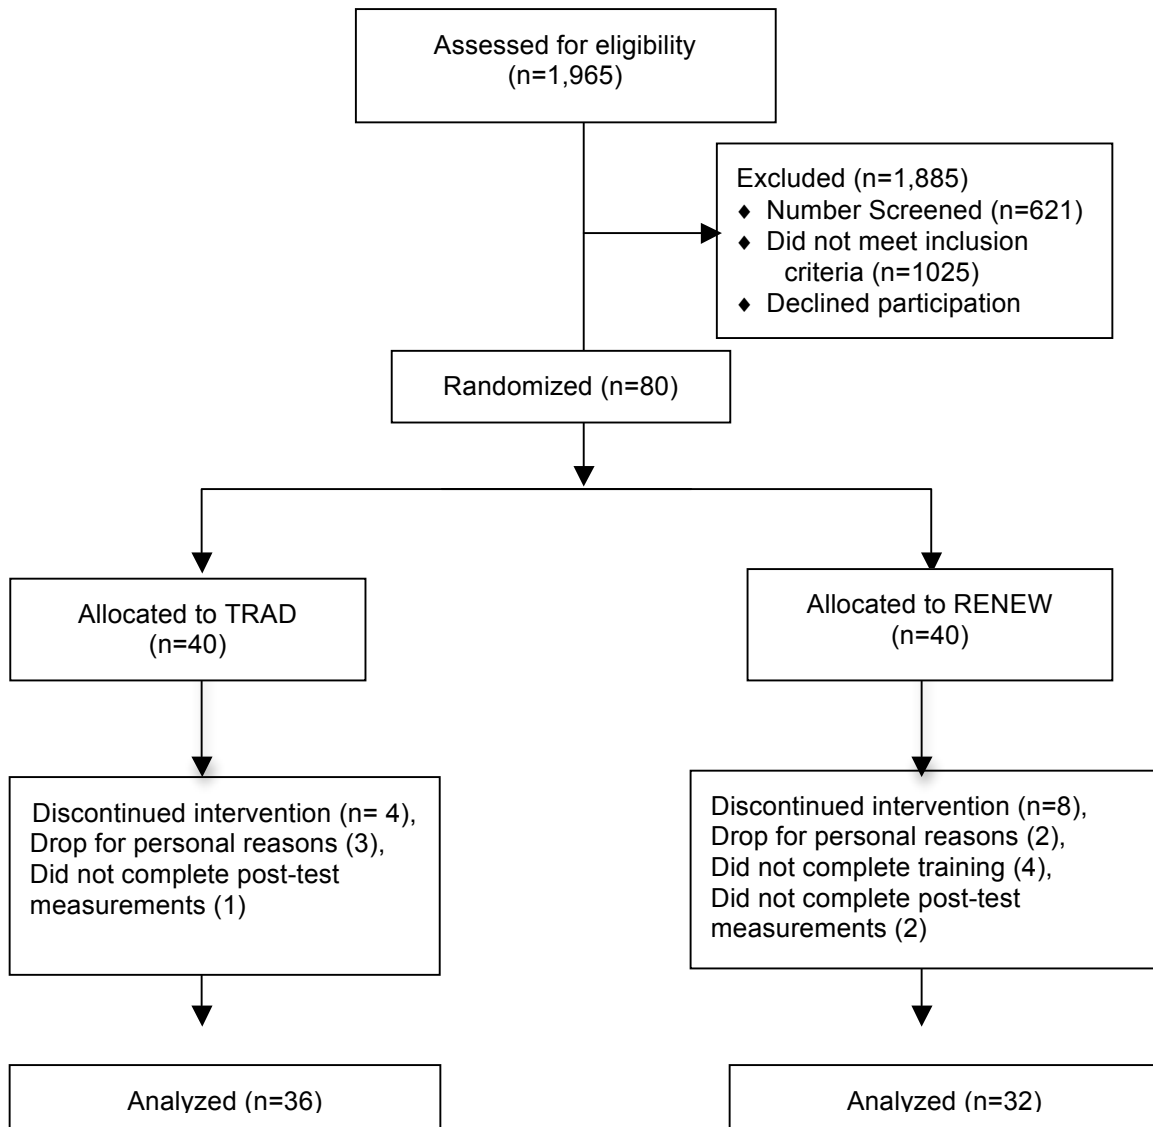 Assessed for eligibility
(n=1,965)
Excluded (n=1,885)
♦ Number Screened (n=621)
♦ Did not meet inclusion
criteria (n=1025)
♦ Declined participation
Randomized (n=80)
Allocated to TRAD
(n=40)
Allocated to RENEW
(n=40)
Discontinued intervention (n= 4),
Drop for personal reasons (3),
Did not complete post-test
measurements (1)
Discontinued intervention (n=8),
Drop for personal reasons (2),
Did not complete training (4),
Did not complete post-test
measurements (2)
Analyzed (n=36)
Analyzed (n=32)